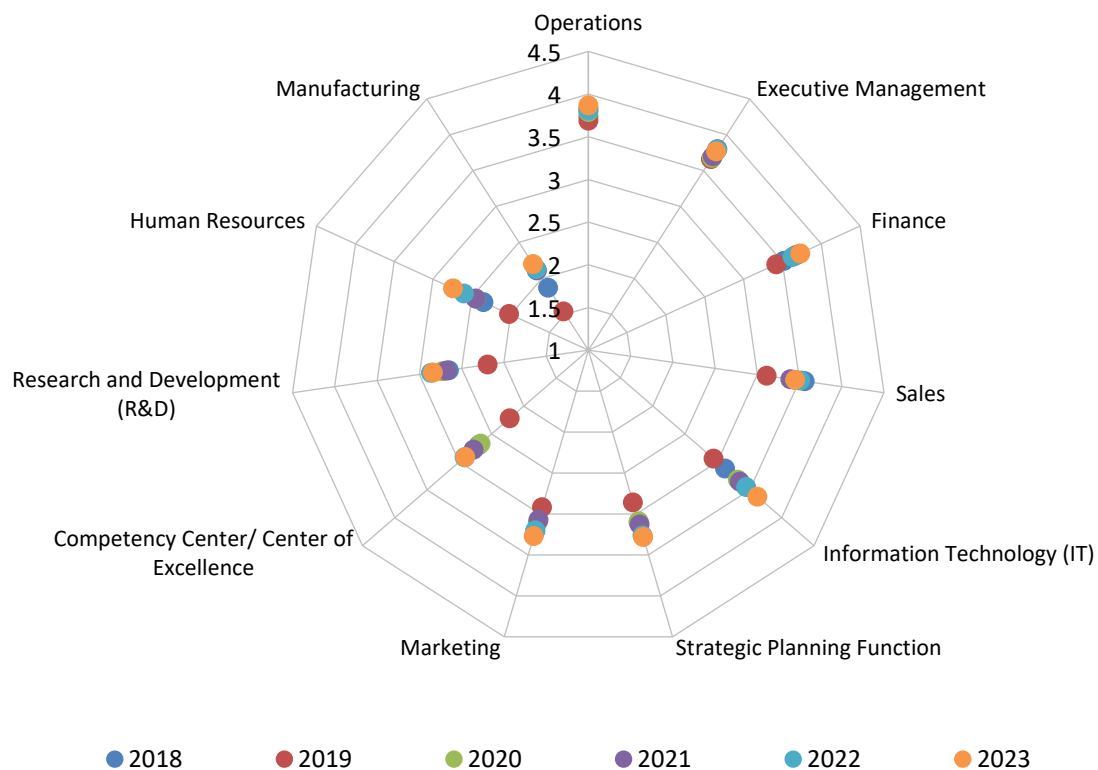 Operations
4.5
Manufacturing
Executive Management
4
3.5
3
Human Resources
Finance
2.5
2
1.5
1
Research and Development
(R&D)
Sales
Competency Center/ Center of
Excellence
Information Technology (IT)
Marketing
Strategic Planning Function
2018
2019
2020
2021
2022
2023